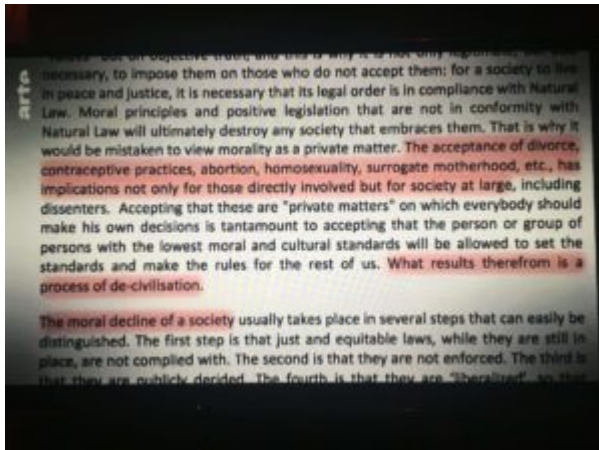 arte
necessary, to impose them on those who do not accept them: for a society to live
in peace and justice, it is necessary that its legal order is in compliance with Natural
Law. Moral principles and positive legislation that are not in conformity with
Natural Law will ultimately destroy any society that embraces them. That is why it
would be mistaken to view morality as a private matter. The acceptance of divorce,
contraceptive practices, abortion, homosexuality, surrogate motherhood, etc., has
implications not only for those directly involved but for society at large, including
dissenters. Accepting that these are "private matters" on which everybody should
make his own decisions is tantamount to accepting that the person or group of
persons with the lowest moral and cultural standards will be allowed to set the
standards and make the rules for the rest of us. What results therefrom is a
process of de-civilisation.
The moral decline of a society usually takes place in several steps that can easily be
distinguished. The first step is that just and equitable laws, while they are still in
place, are not complied with. The second is that they are not enforced. The third is
that they are publicly derided. The fourth is that they are "liberalized", so that